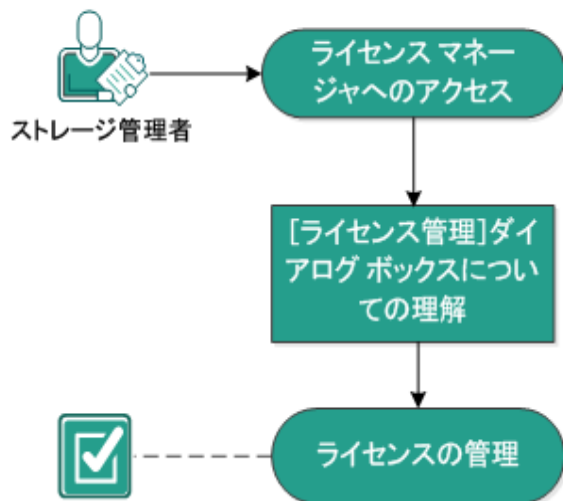 ライセンス マネー
ジャへのアクセス
ストレージ管理者
[ライセンス管理]ダイ
アログ ボックスについ
ての理解
ライセンスの管理